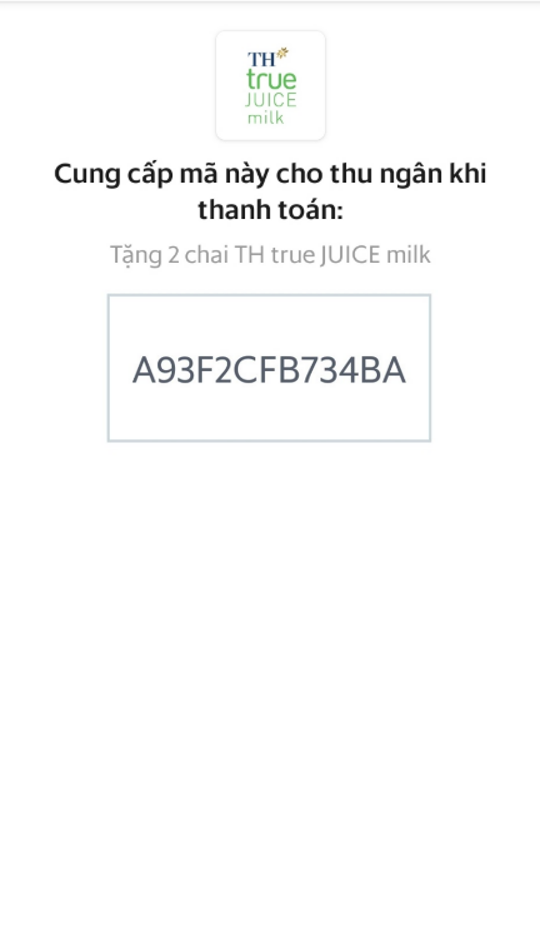 TH
true
JUICE
milk
Cung cấp mã này cho thu ngân khi
thanh toán:
Tặng 2 chai TH true JUICE milk
A93F2CFB734BA